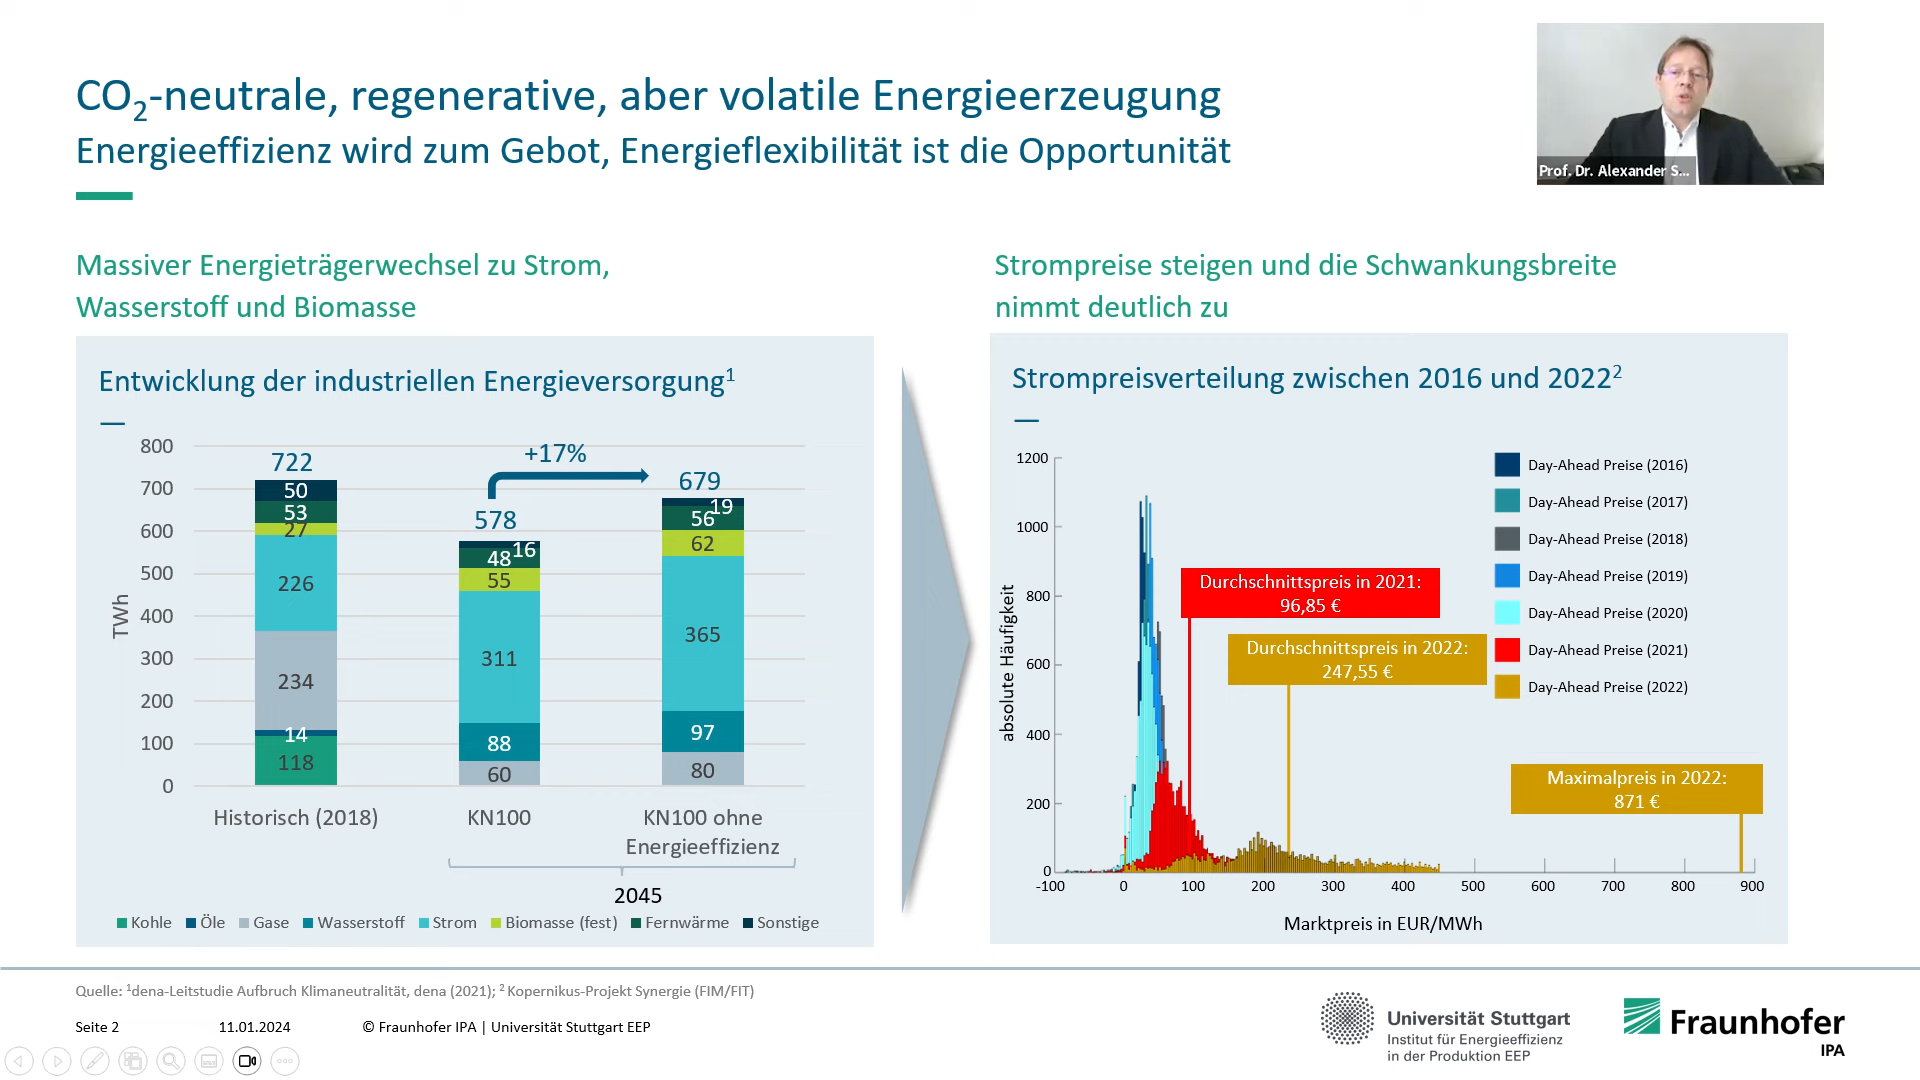 CO2-neutrale, regenerative, aber volatile Energieerzeugung
Energieeffizienz wird zum Gebot, Energieflexibilität ist die Opportunität
Prof. Dr. Alexander S...
Massiver Energieträgerwechsel zu Strom,
Wasserstoff und Biomasse
Entwicklung der industriellen Energieversorgung1
TWh
800
700
600
500
400
300
200
100
0
722
50
53
27
226
234
14
118
+17%
578
16
48
55
311
88
60
679
19
56
62
365
97
80
Historisch (2018)
KN100
KN100 ohne
Energieeffizienz
2045
Kohle Öle Gase Wasserstoff Strom Biomasse (fest) Fernwärme Sonstige
Strompreise steigen und die Schwankungsbreite
nimmt deutlich zu
Strompreisverteilung zwischen 2016 und 20222
absolute Häufigkeit
1200
1000
800
600
400
200
0
-100 0 100 200 300 400 500 600 700 800 900
Marktpreis in EUR/MWh
Durchschnittspreis in 2021:
96,85 €
Durchschnittspreis in 2022:
247,55 €
Maximalpreis in 2022:
871 €
Day-Ahead Preise (2016)
Day-Ahead Preise (2017)
Day-Ahead Preise (2018)
Day-Ahead Preise (2019)
Day-Ahead Preise (2020)
Day-Ahead Preise (2021)
Day-Ahead Preise (2022)
Quelle: 1dena-Leitstudie Aufbruch Klimaneutralität, dena (2021); 2 Kopernikus-Projekt Synergie (FIM/FIT)
Seite 2 11.01.2024 © Fraunhofer IPA | Universität Stuttgart EEP
Universität Stuttgart
Institut für Energieeffizienz
in der Produktion EEP
Fraunhofer
IPA